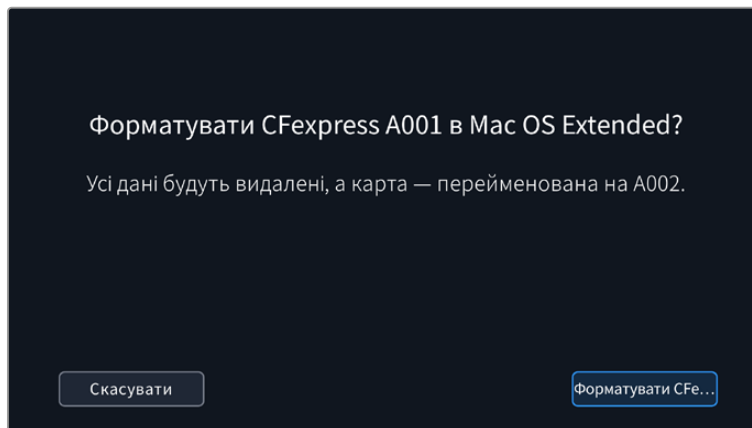 Форматувати CFexpress A001 в Mac OS Extended?
Усі дані будуть видалені, а карта — перейменована на A002.
Скасувати
Форматувати CFe...